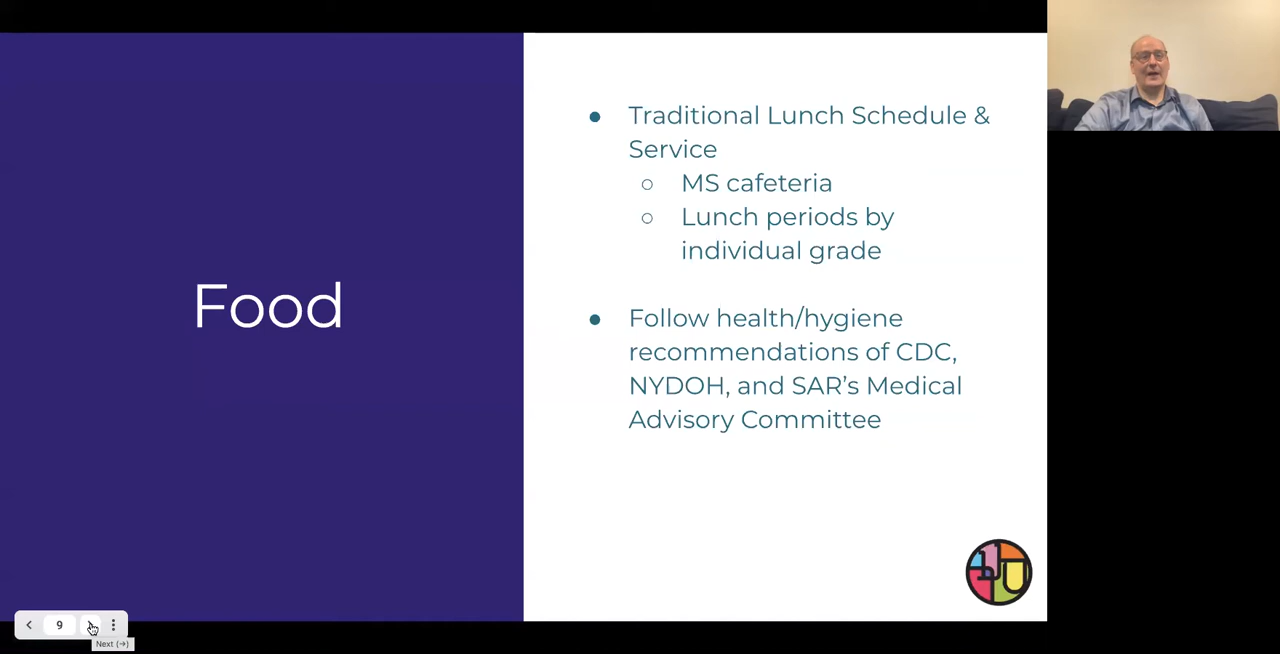 Food
● Traditional Lunch Schedule &
Service
○ MS cafeteria
○ Lunch periods by
individual grade
● Follow health/hygiene
recommendations of CDC,
NYDOH, and SAR’s Medical
Advisory Committee
9
Next (→)